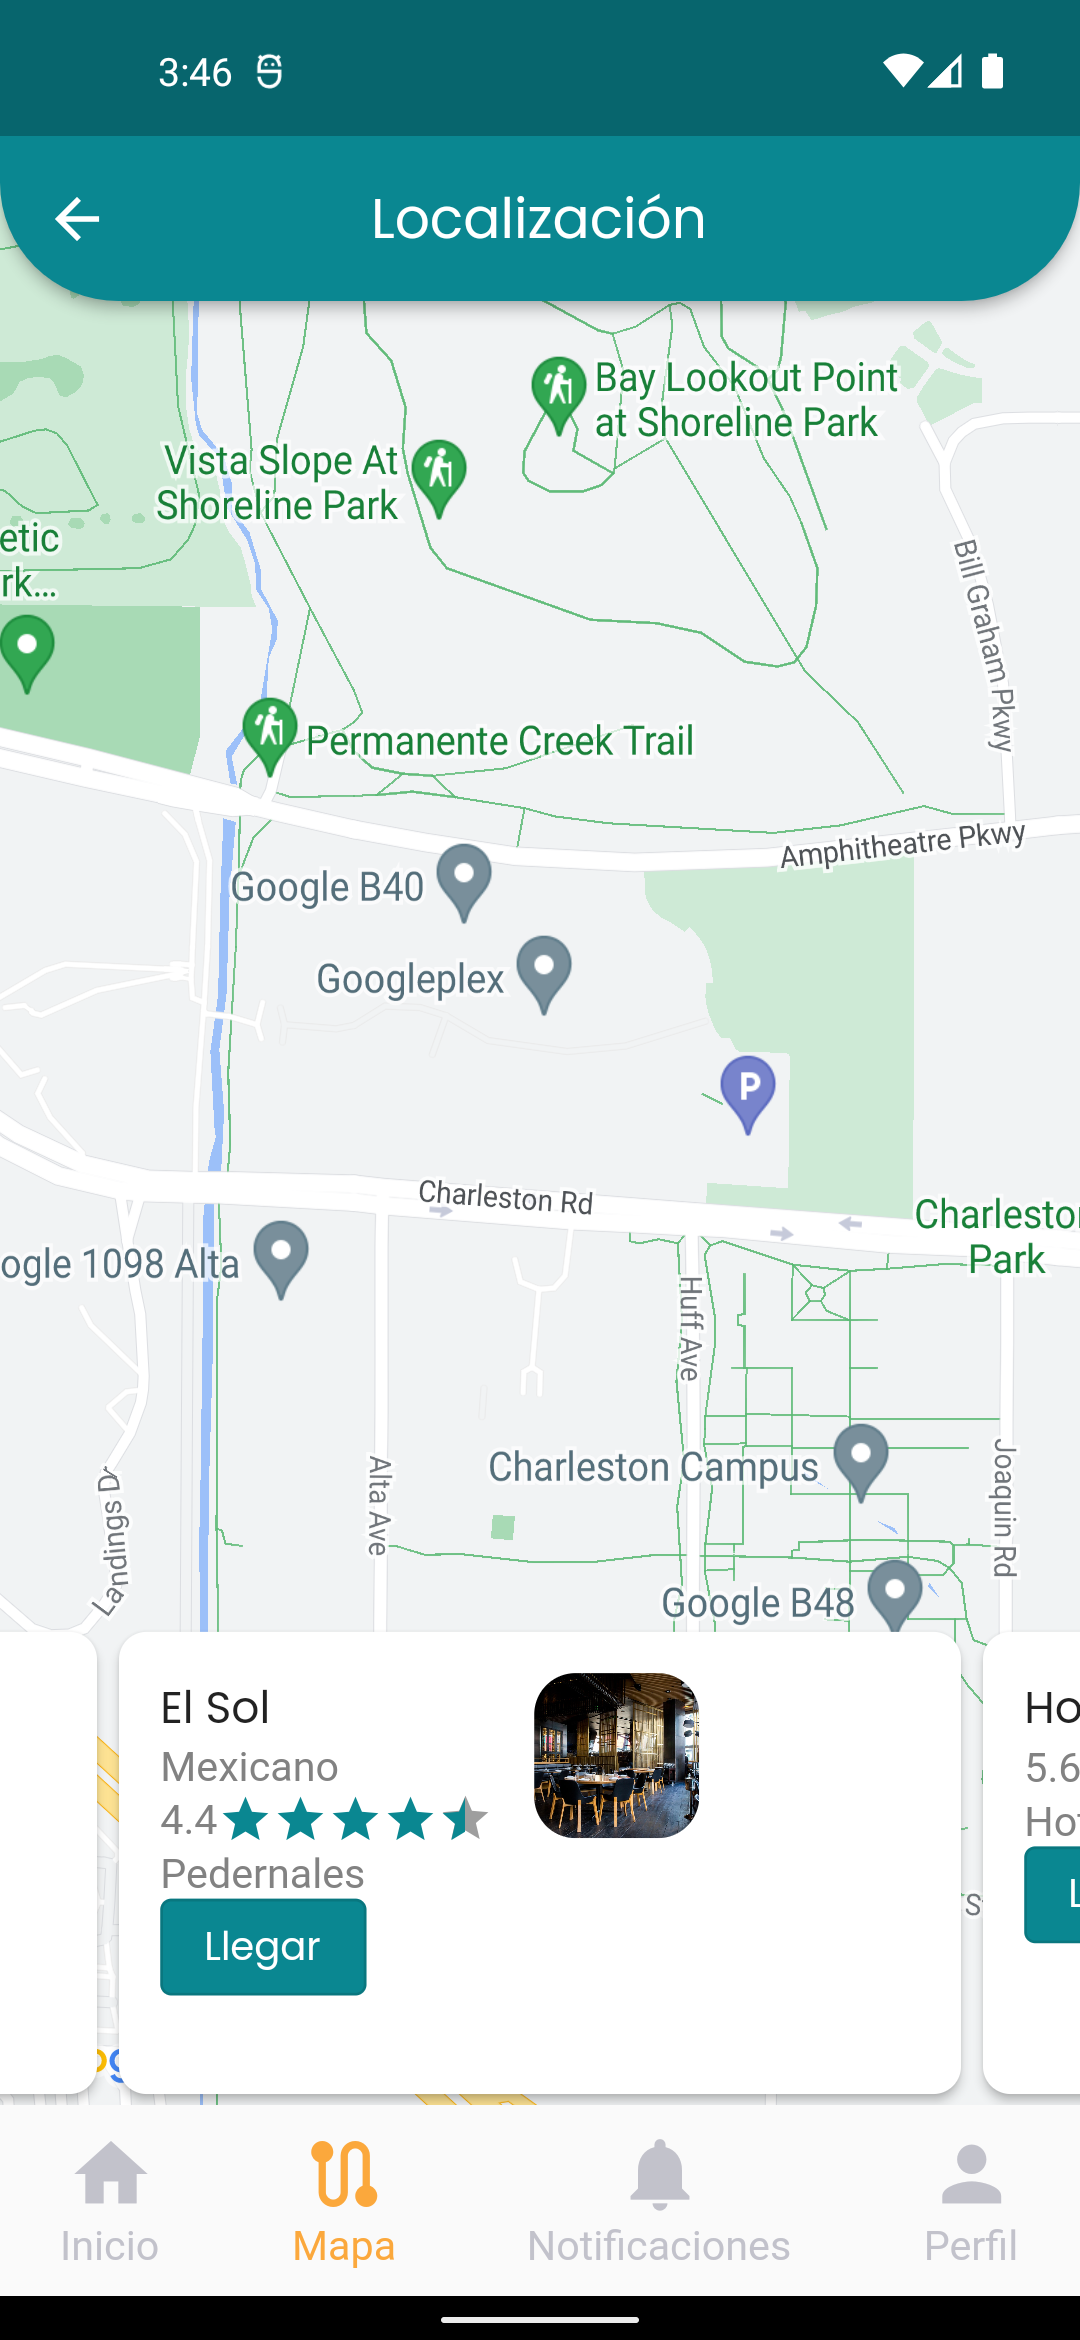 3:46
Localización
Bay Lookout Point
at Shoreline Park
Vista Slope At
Shoreline Park
etic
rk...
Bill Graham Pkwy
Permanente Creek Trail
Amphitheatre Pkwy
Google B40
Googleplex
P
Charleston Rd
Charlesto
Park
ogle 1098 Alta
Huff Ave
Charleston Campus
Joaquin Rd
Alta Ave
Landings Dr
Google B48
El Sol
Mexicano
4.4
Pedernales
Llegar
Ho
5.6
Hot
L
S
Inicio
Mapa
Notificaciones
Perfil